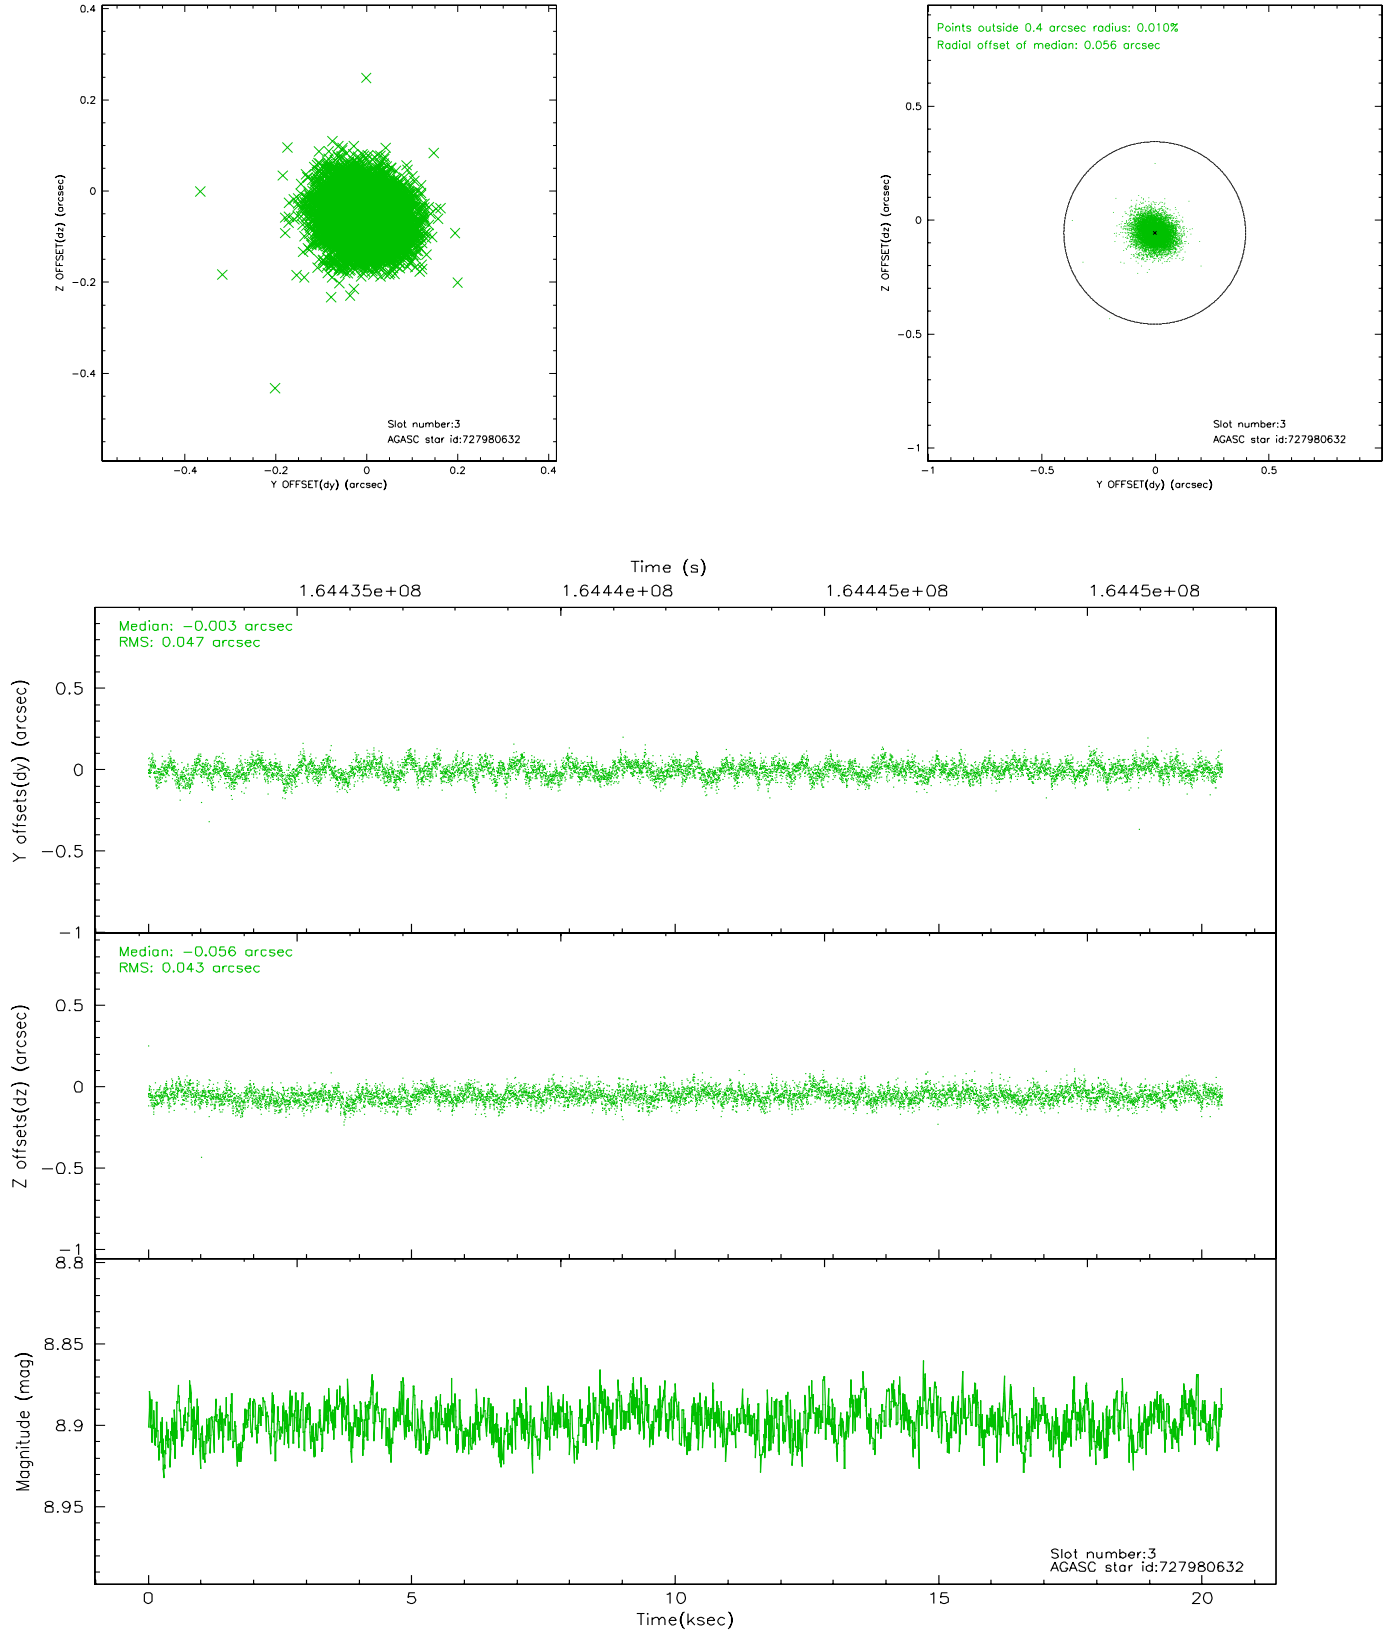 0.4
0.2
0
−0.2
−0.4
Z OFFSET(dz) (arcsec)
−0.4 −0.2 0 0.2 0.4
Y OFFSET(dy) (arcsec)
Slot number:3
AGASC star id:727980632
Points outside 0.4 arcsec radius: 0.010%
Radial offset of median: 0.056 arcsec
0.5
0
−0.5
−1
Z OFFSET(dz) (arcsec)
−1 −0.5 0 0.5
Y OFFSET(dy) (arcsec)
Slot number:3
AGASC star id:727980632
Time (s)
1.64435e+08 1.6444e+08 1.64445e+08 1.6445e+08
Median: −0.003 arcsec
RMS: 0.047 arcsec
0.5
0
−0.5
−1
Y offsets(dy) (arcsec)
Median: −0.056 arcsec
RMS: 0.043 arcsec
0.5
0
−0.5
−1
Z offsets(dz) (arcsec)
8.8
8.85
8.9
8.95
Magnitude (mag)
Slot number:3
AGASC star id:727980632
0 5 10 15 20
Time(ksec)